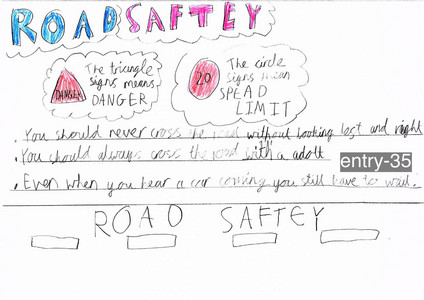 ROAD SAFTEY
The triangle
signs means
DANGER
DANGER
The circle
signs mean
SPEAD
LIMIT
20
. You should never cross the road without looking lest and right
. You should always cross the road with a adolt
entry-35
. Even when you hear a car coming you still have to wait.
ROAD SAFTEY